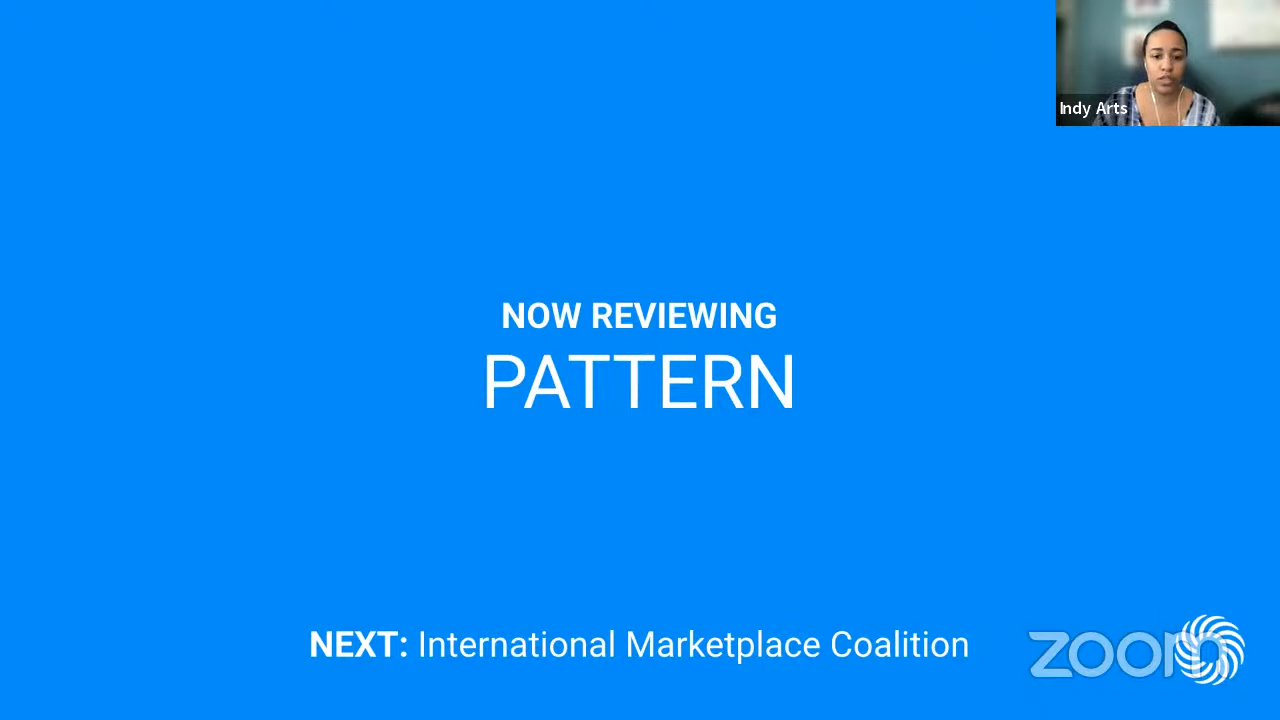 Indy Arts
NOW REVIEWING
PATTERN
NEXT: International Marketplace Coalition
zoom